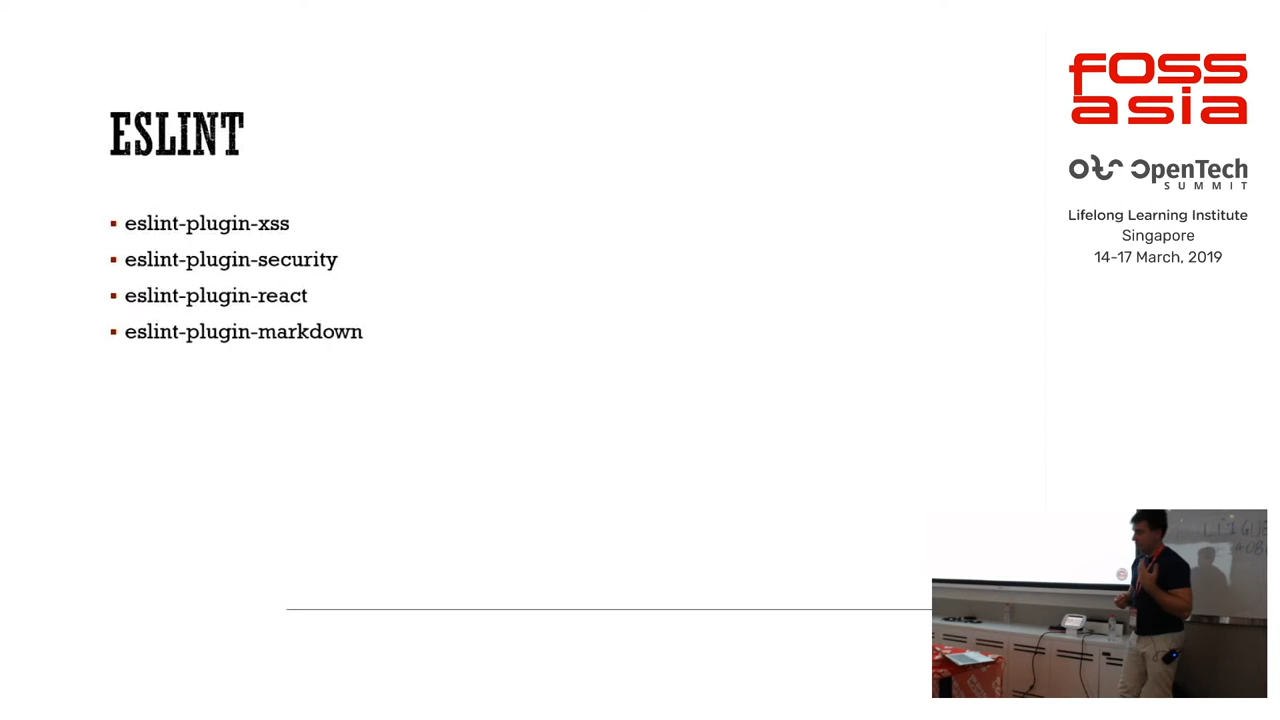 ESLINT
eslint-plugin-xss
eslint-plugin-security
eslint-plugin-react
eslint-plugin-markdown
FOSS
asia
OpenTech
SUMMIT
Lifelong Learning Institute
Singapore
14-17 March, 2019